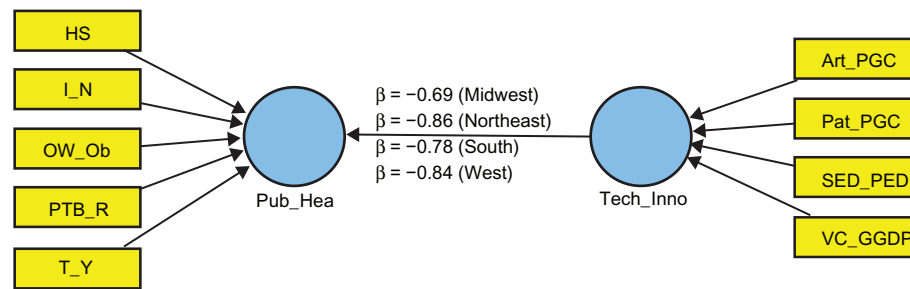 HS
I_N
OW_Ob
PTB_R
T_Y
Pub_Hea
β = −0.69 (Midwest)
β = −0.86 (Northeast)
β = −0.78 (South)
β = −0.84 (West)
Tech_Inno
Art_PGC
Pat_PGC
SED_PED
VC_GGDP